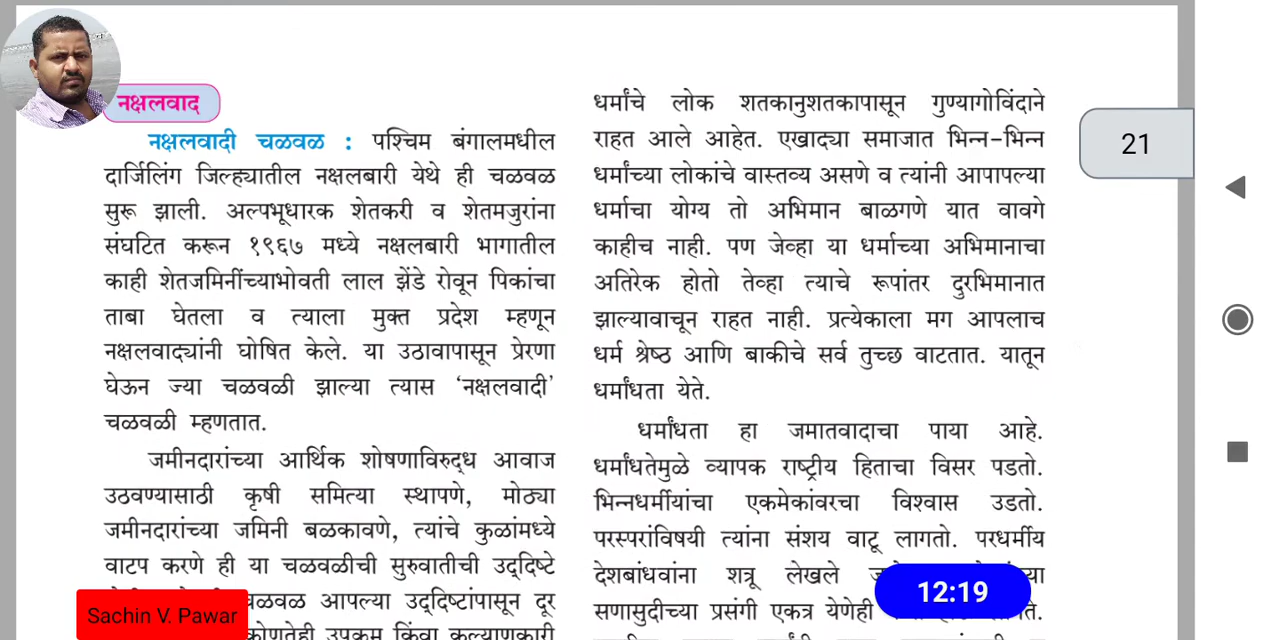 नक्षलवाद
नक्षलवादी चळवळ : पश्चिम बंगालमधील
दार्जिलिंग जिल्ह्यातील नक्षलबारी येथे ही चळवळ
सुरू झाली. अल्पभूधारक शेतकरी व शेतमजुरांना
संघटित करून १९६७ मध्ये नक्षलबारी भागातील
काही शेतजमिनींच्याभोवती लाल झेंडे रोवून पिकांचा
ताबा घेतला व त्याला मुक्त प्रदेश म्हणून
नक्षलवाद्यांनी घोषित केले. या उठावापासून प्रेरणा
घेऊन ज्या चळवळी झाल्या त्यास ‘नक्षलवादी’
चळवळी म्हणतात.
जमीनदारांच्या आर्थिक शोषणाविरुद्ध आवाज
उठवण्यासाठी कृषी समित्या स्थापणे, मोठ्या
जमीनदारांच्या जमिनी बळकावणे, त्यांचे कुळांमध्ये
वाटप करणे ही या चळवळीची सुरुवातीची उद्दिष्टे
आपल्या उद्दिष्टांपासून दूर
कोणतेही उपक्रम किंवा कल्याणकारी
धर्मांचे लोक शतकानुशतकापासून गुण्यागोविंदाने
राहत आले आहेत. एखाद्या समाजात भिन्न-भिन्न
धर्मांच्या लोकांचे वास्तव्य असणे व त्यांनी आपापल्या
धर्माचा योग्य तो अभिमान बाळगणे यात वावगे
काहीच नाही. पण जेव्हा या धर्माच्या अभिमानाचा
अतिरेक होतो तेव्हा त्याचे रूपांतर दुरभिमानात
झाल्यावाचून राहत नाही. प्रत्येकाला मग आपलाच
धर्म श्रेष्ठ आणि बाकीचे सर्व तुच्छ वाटतात. यातून
धर्मांधता येते.
धर्मांधता हा जमातवादाचा पाया आहे.
धर्मांधतेमुळे व्यापक राष्ट्रीय हिताचा विसर पडतो.
भिन्नधर्मीयांचा एकमेकांवरचा विश्वास उडतो.
परस्परांविषयी त्यांना संशय वाटू लागतो. परधर्मीय
देशबांधवांना शत्रू लेखले
सणासुदीच्या प्रसंगी एकत्र येणेही
21
12:19
Sachin V. Pawar